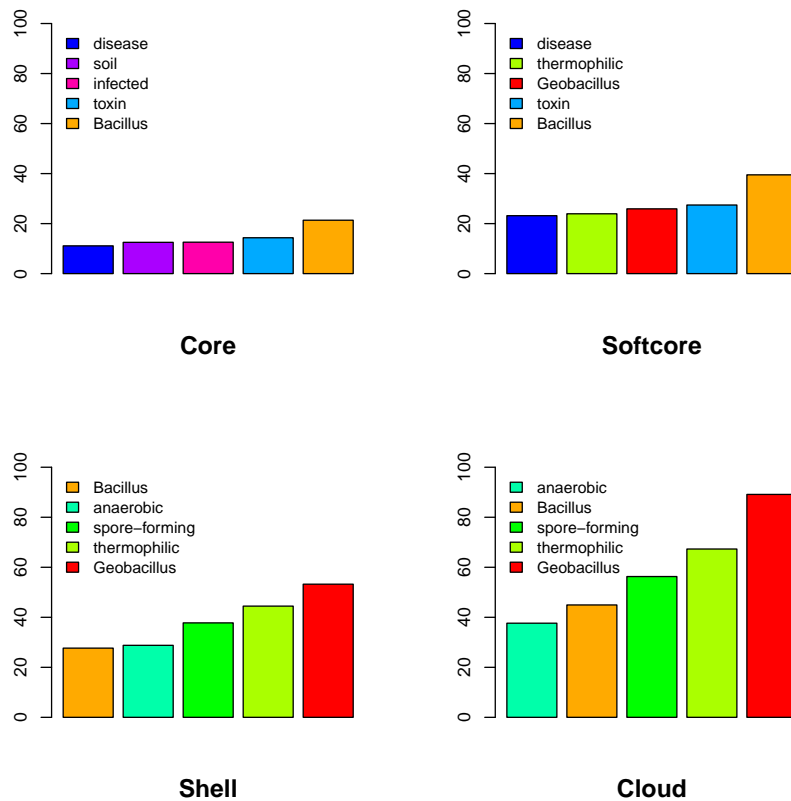 100
80
60
40
20
0
disease
soil
infected
toxin
Bacillus
Core
100
80
60
40
20
0
disease
thermophilic
Geobacillus
toxin
Bacillus
Softcore
100
80
60
40
20
0
Bacillus
anaerobic
spore−forming
thermophilic
Geobacillus
Shell
100
80
60
40
20
0
anaerobic
Bacillus
spore−forming
thermophilic
Geobacillus
Cloud